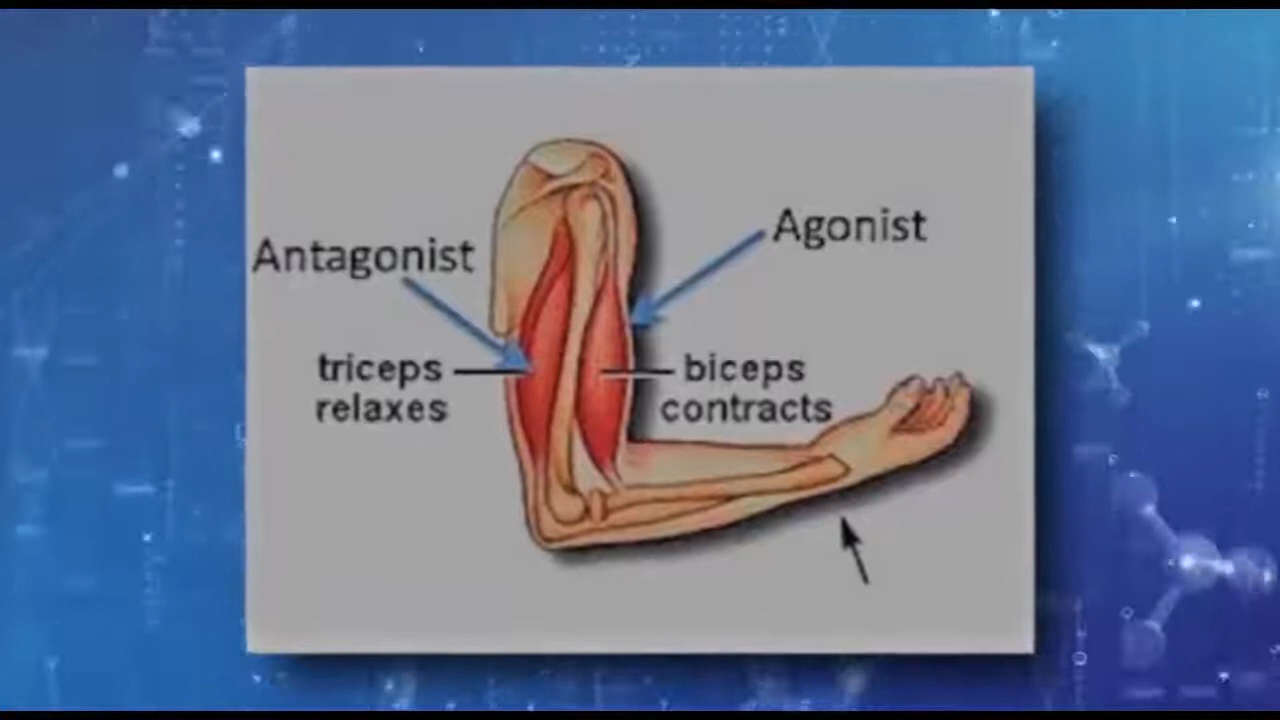 Antagonist
Agonist
triceps
relaxes
biceps
contracts